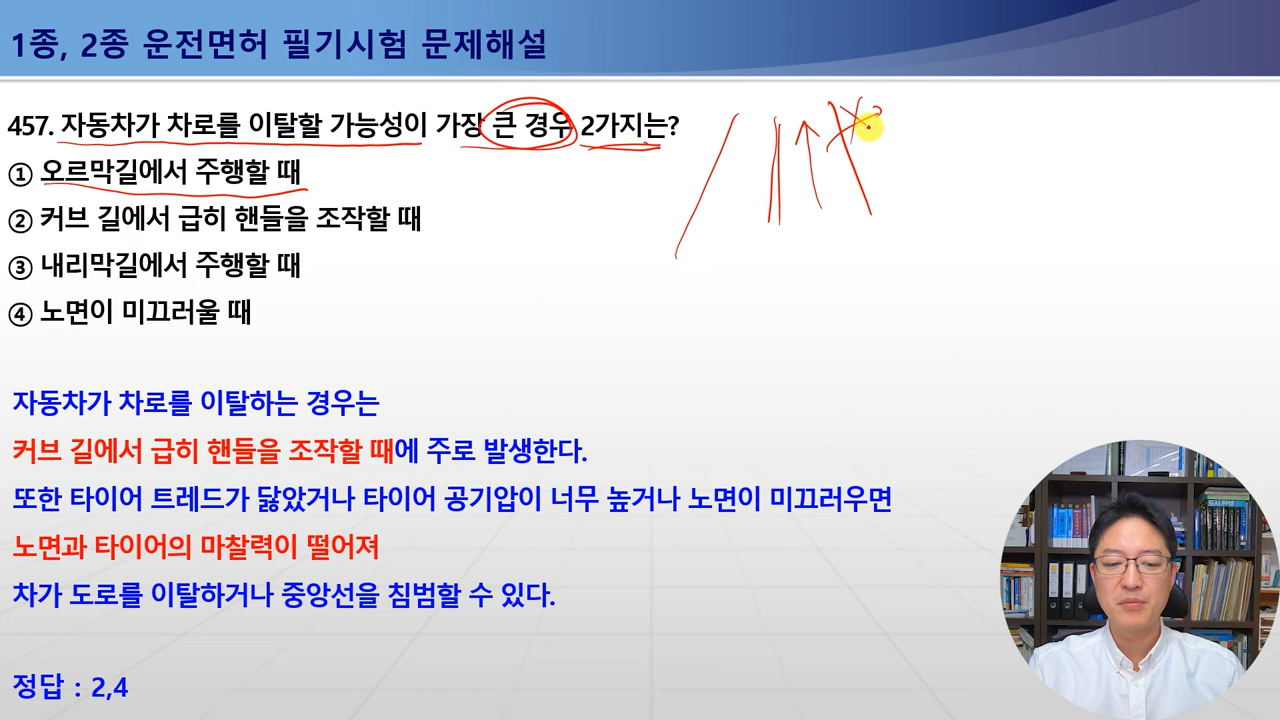 1종, 2종 운전면허 필기시험 문제해설
457. 자동차가 차로를 이탈할 가능성이 가장 큰 경우 2가지는?
① 오르막길에서 주행할 때
② 커브 길에서 급히 핸들을 조작할 때
③ 내리막길에서 주행할 때
④ 노면이 미끄러울 때
자동차가 차로를 이탈하는 경우는
커브 길에서 급히 핸들을 조작할 때에 주로 발생한다.
또한 타이어 트레드가 닳았거나 타이어 공기압이 너무 높거나 노면이 미끄러우면
노면과 타이어의 마찰력이 떨어져
차가 도로를 이탈하거나 중앙선을 침범할 수 있다.
정답 : 2,4